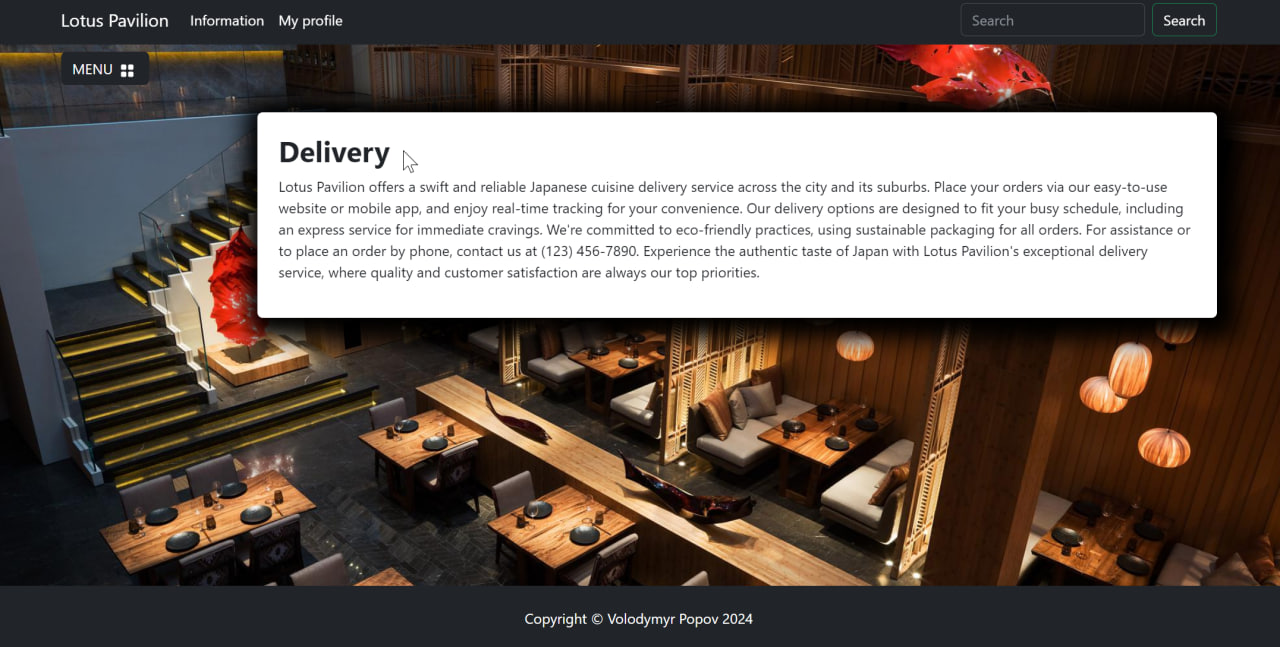 Lotus Pavilion Information My profile Search Search
MENU
Delivery
Lotus Pavilion offers a swift and reliable Japanese cuisine delivery service across the city and its suburbs. Place your orders via our easy-to-use
website or mobile app, and enjoy real-time tracking for your convenience. Our delivery options are designed to fit your busy schedule, including
an express service for immediate cravings. We're committed to eco-friendly practices, using sustainable packaging for all orders. For assistance or
to place an order by phone, contact us at (123) 456-7890. Experience the authentic taste of Japan with Lotus Pavilion's exceptional delivery
service, where quality and customer satisfaction are always our top priorities.
Copyright © Volodymyr Popov 2024